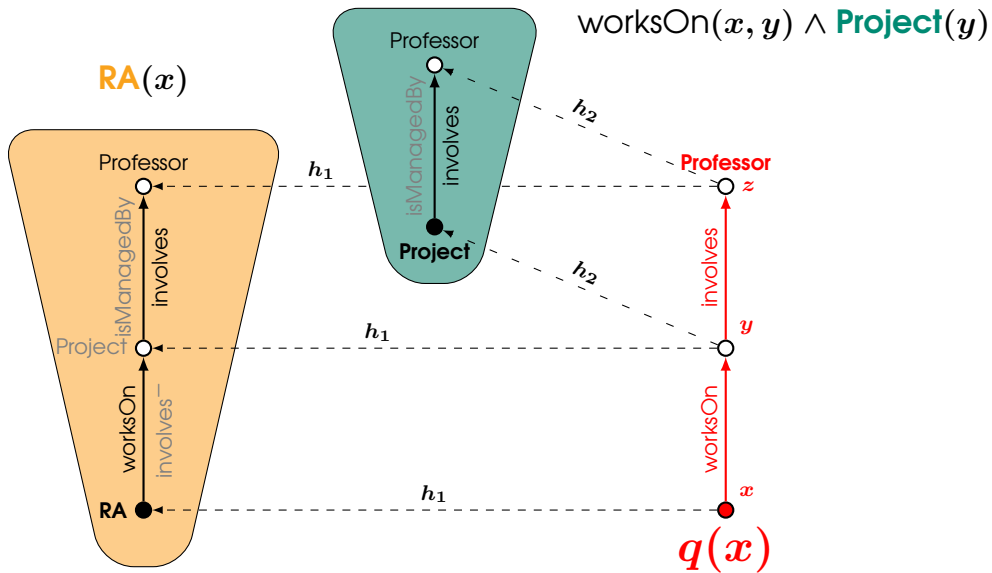 worksOn(x, y) ∧ Project(y)
RA(x)
Professor
isManagedBy
involves
Project
h₂
h₂
Professor
isManagedBy
involves
Project
worksOn
involves⁻
RA
h₁
h₁
h₁
Professor
z
involves
y
worksOn
x
q(x)